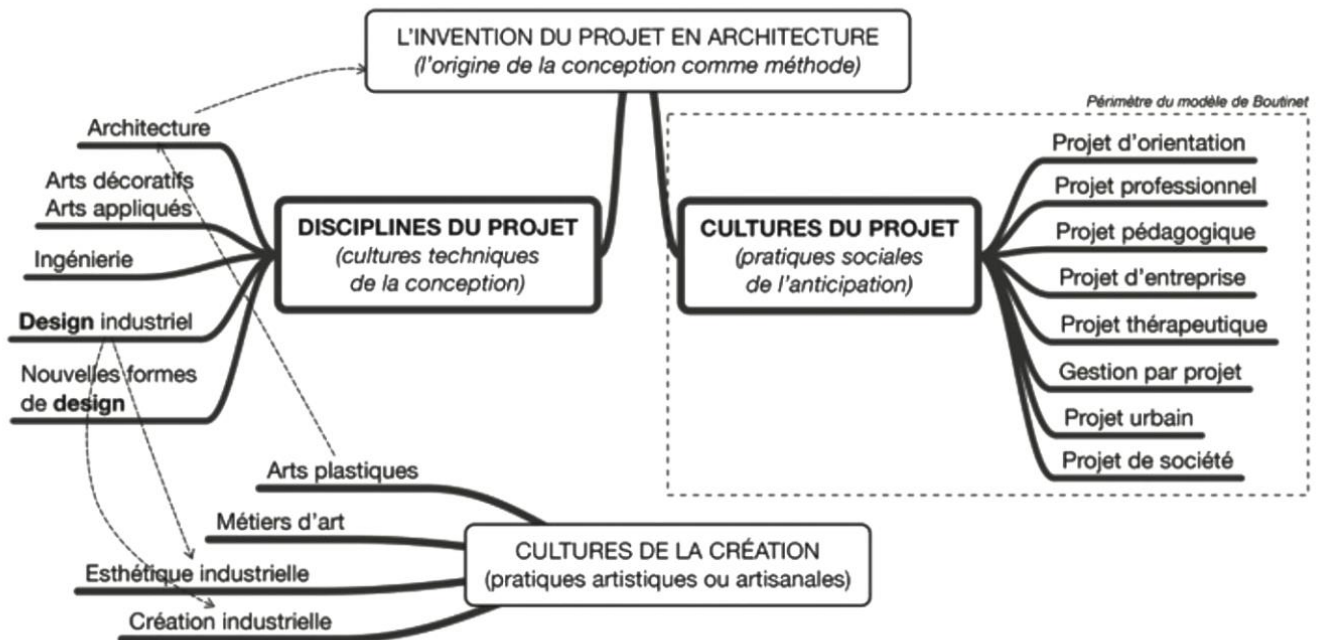 L'INVENTION DU PROJET EN ARCHITECTURE
(l'origine de la conception comme méthode)
Architecture
Arts décoratifs
Arts appliqués
Ingénierie
Design industriel
Nouvelles formes
de design
DISCIPLINES DU PROJET
(cultures techniques
de la conception)
Périmètre du modèle de Boutinet
CULTURES DU PROJET
(pratiques sociales
de l'anticipation)
Projet d'orientation
Projet professionnel
Projet pédagogique
Projet d'entreprise
Projet thérapeutique
Gestion par projet
Projet urbain
Projet de société
Arts plastiques
Métiers d'art
Esthétique industrielle
Création industrielle
CULTURES DE LA CRÉATION
(pratiques artistiques ou artisanales)